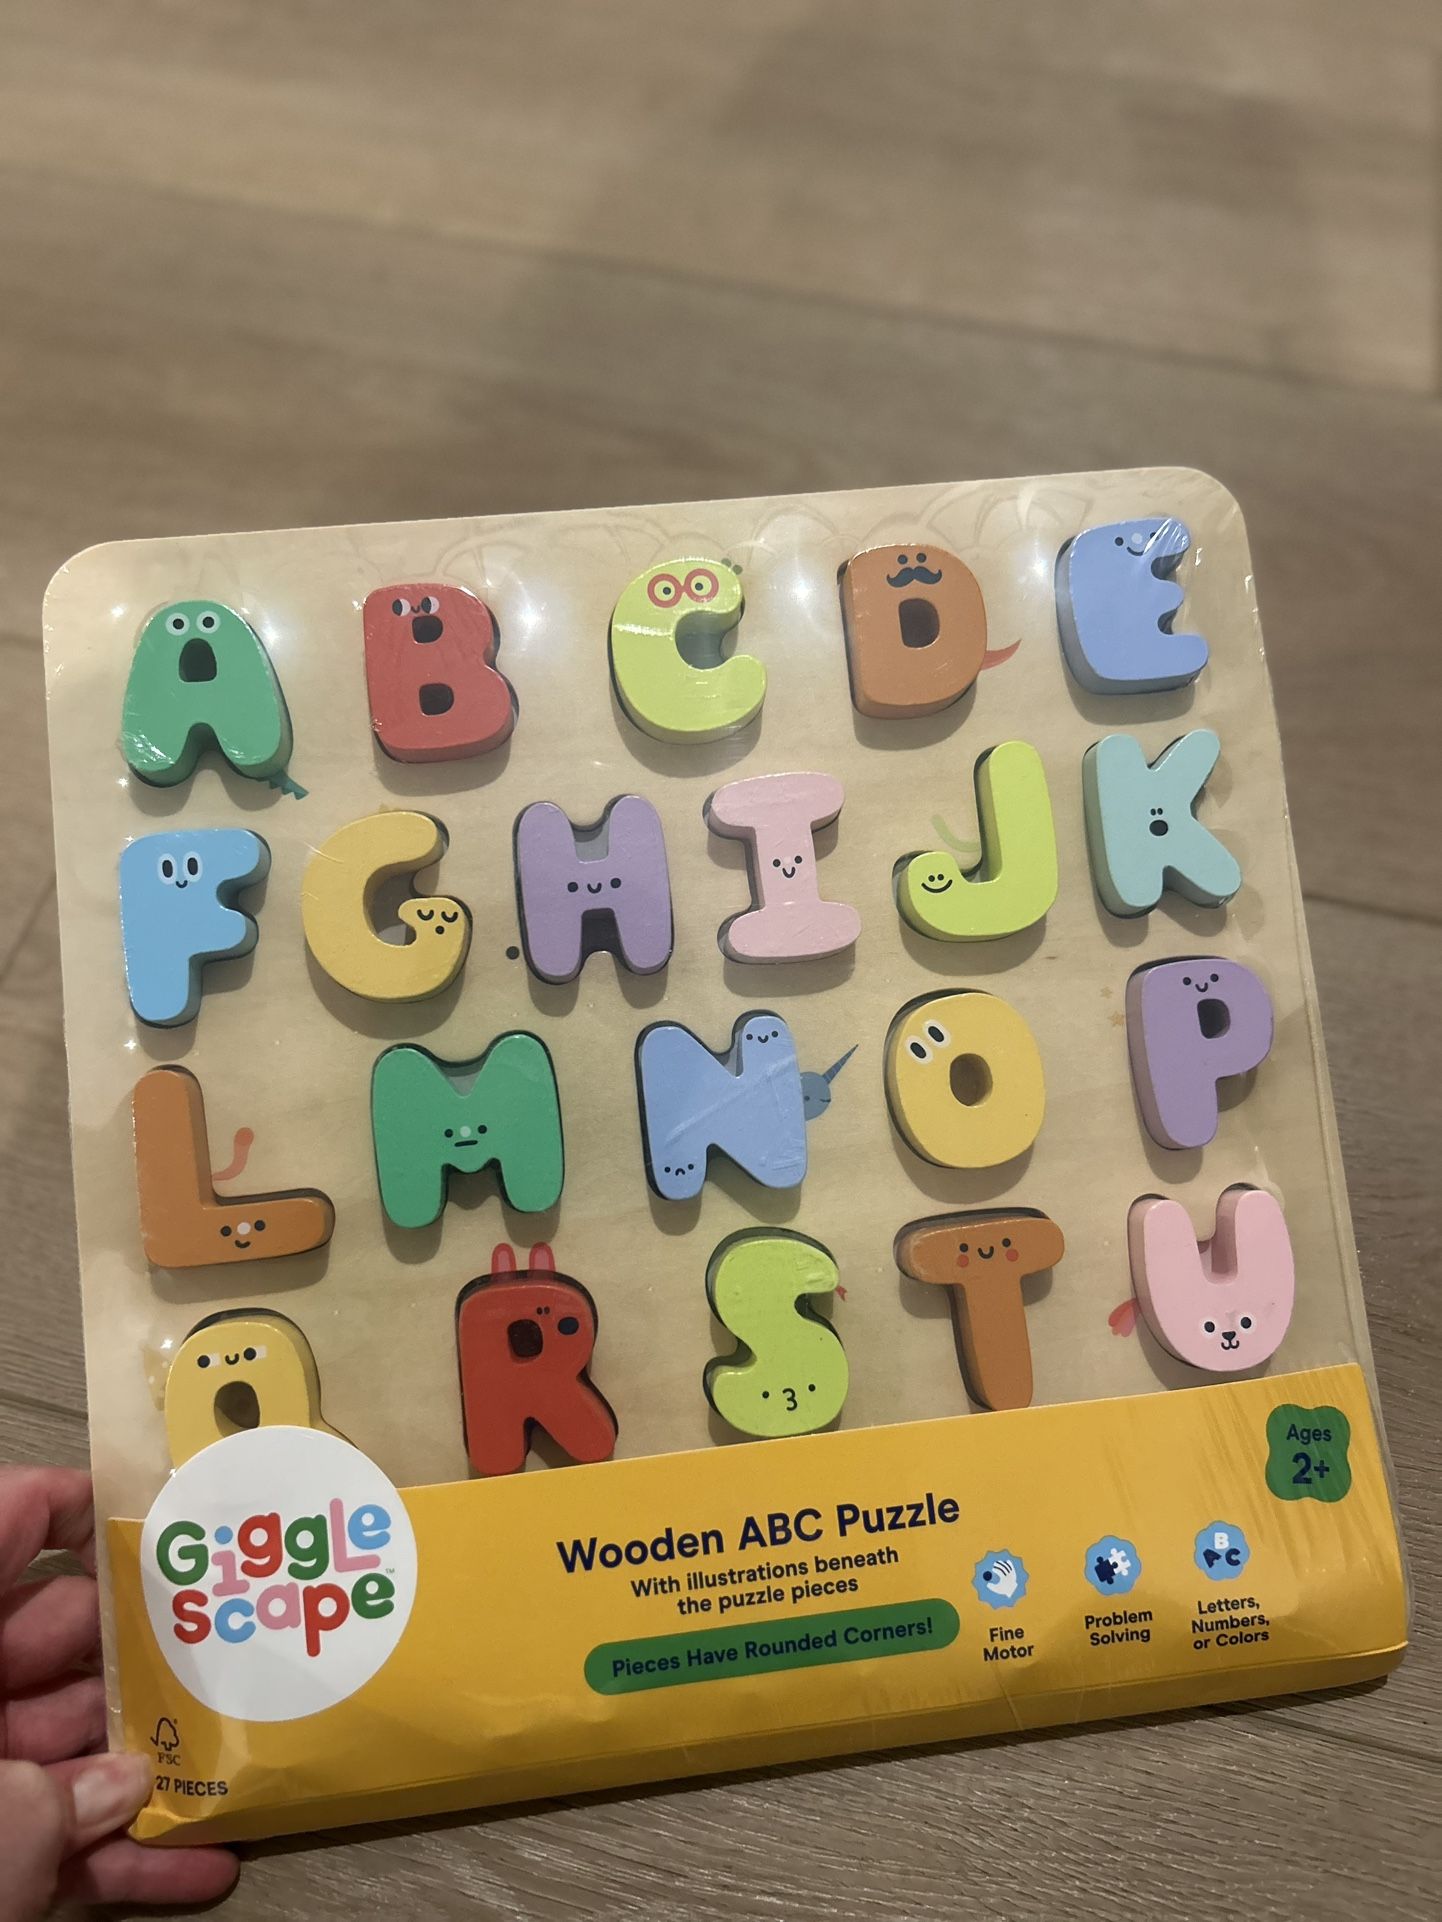 A B C D E
F G H I J K
L M N O P
Q R S T U
Giggle
scape™
Wooden ABC Puzzle
With illustrations beneath
the puzzle pieces
Pieces Have Rounded Corners!
Fine
Motor
Problem
Solving
B
A C
Letters,
Numbers,
or Colors
Ages
2+
FSC®
27 PIECES